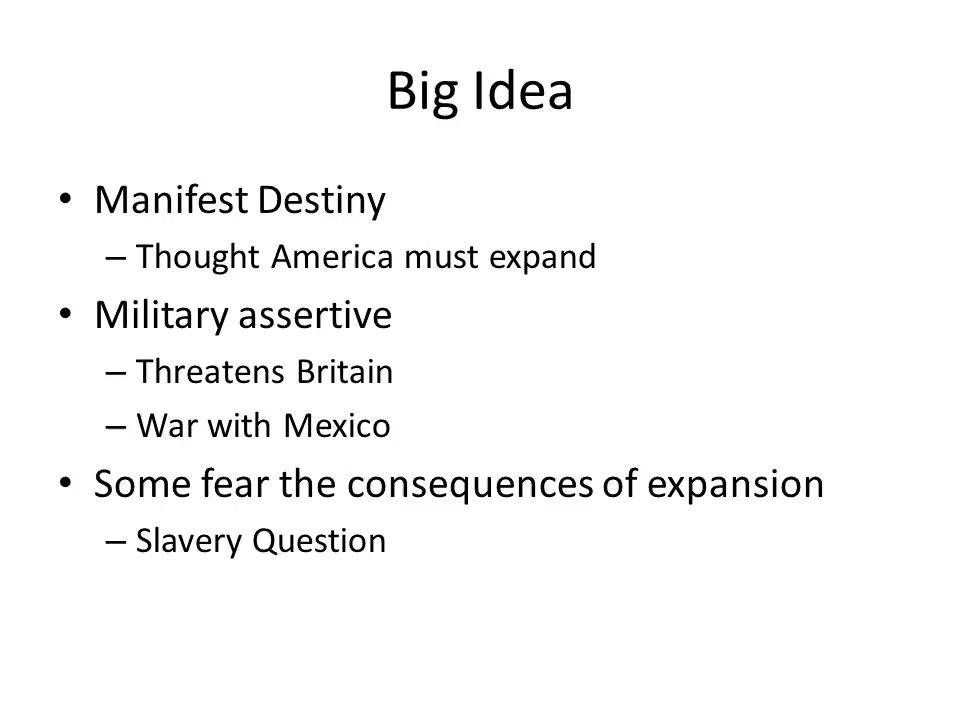 Big Idea
• Manifest Destiny
– Thought America must expand
• Military assertive
– Threatens Britain
– War with Mexico
• Some fear the consequences of expansion
– Slavery Question